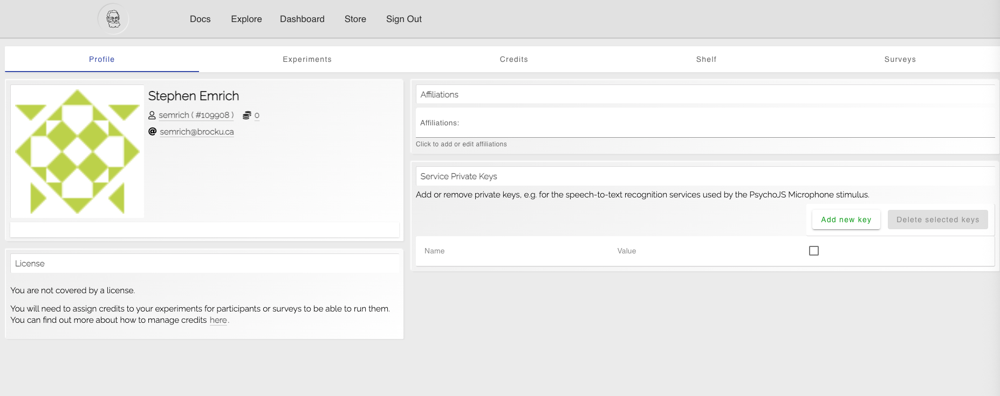 Docs Explore Dashboard Store Sign Out
Profile Experiments Credits Shelf Surveys
Stephen Emrich
semrich ( #109908 ) 0
semrich@brocku.ca
License
You are not covered by a license.
You will need to assign credits to your experiments for participants or surveys to be able to run them.
You can find out more about how to manage credits here.
Affiliations
Affiliations:
Click to add or edit affiliations
Service Private Keys
Add or remove private keys, e.g. for the speech-to-text recognition services used by the PsychoJS Microphone stimulus.
Add new key Delete selected keys
Name Value